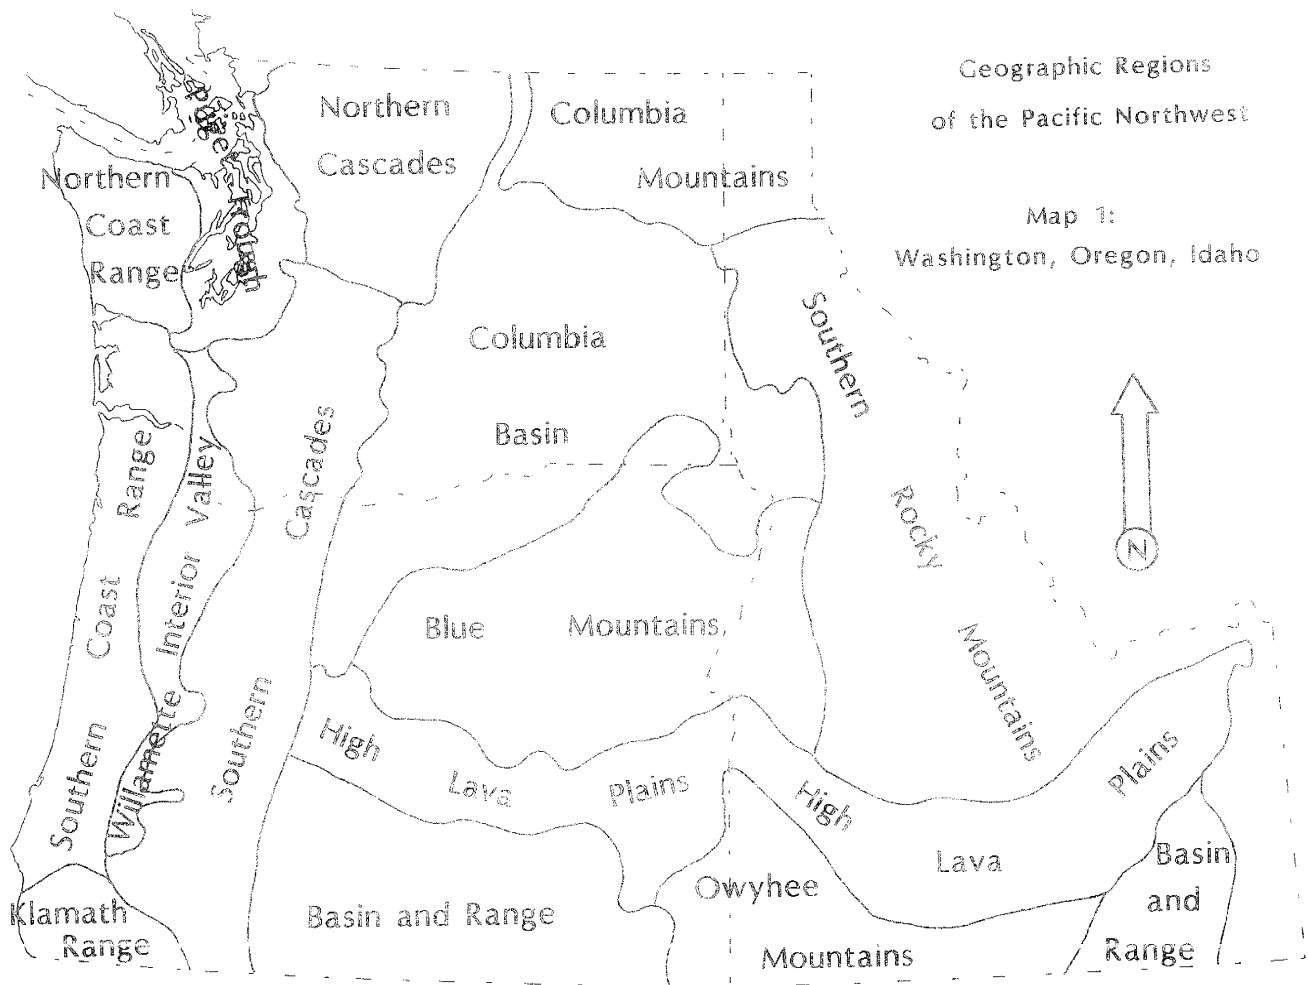 Geographic Regions
of the Pacific Northwest
Map 1:
Washington, Oregon, Idaho
Northern
Cascades
Columbia
Mountains
Northern
Coast
Range
Puget Trough
Columbia
Basin
Southern
Rocky
Mountains
Southern Coast Range
Willamette Interior Valley
Southern Cascades
Blue Mountains
High Lava Plains
High
Lava
Plains
Owyhee
Mountains
Basin and Range
Basin
and
Range
Klamath
Range
N